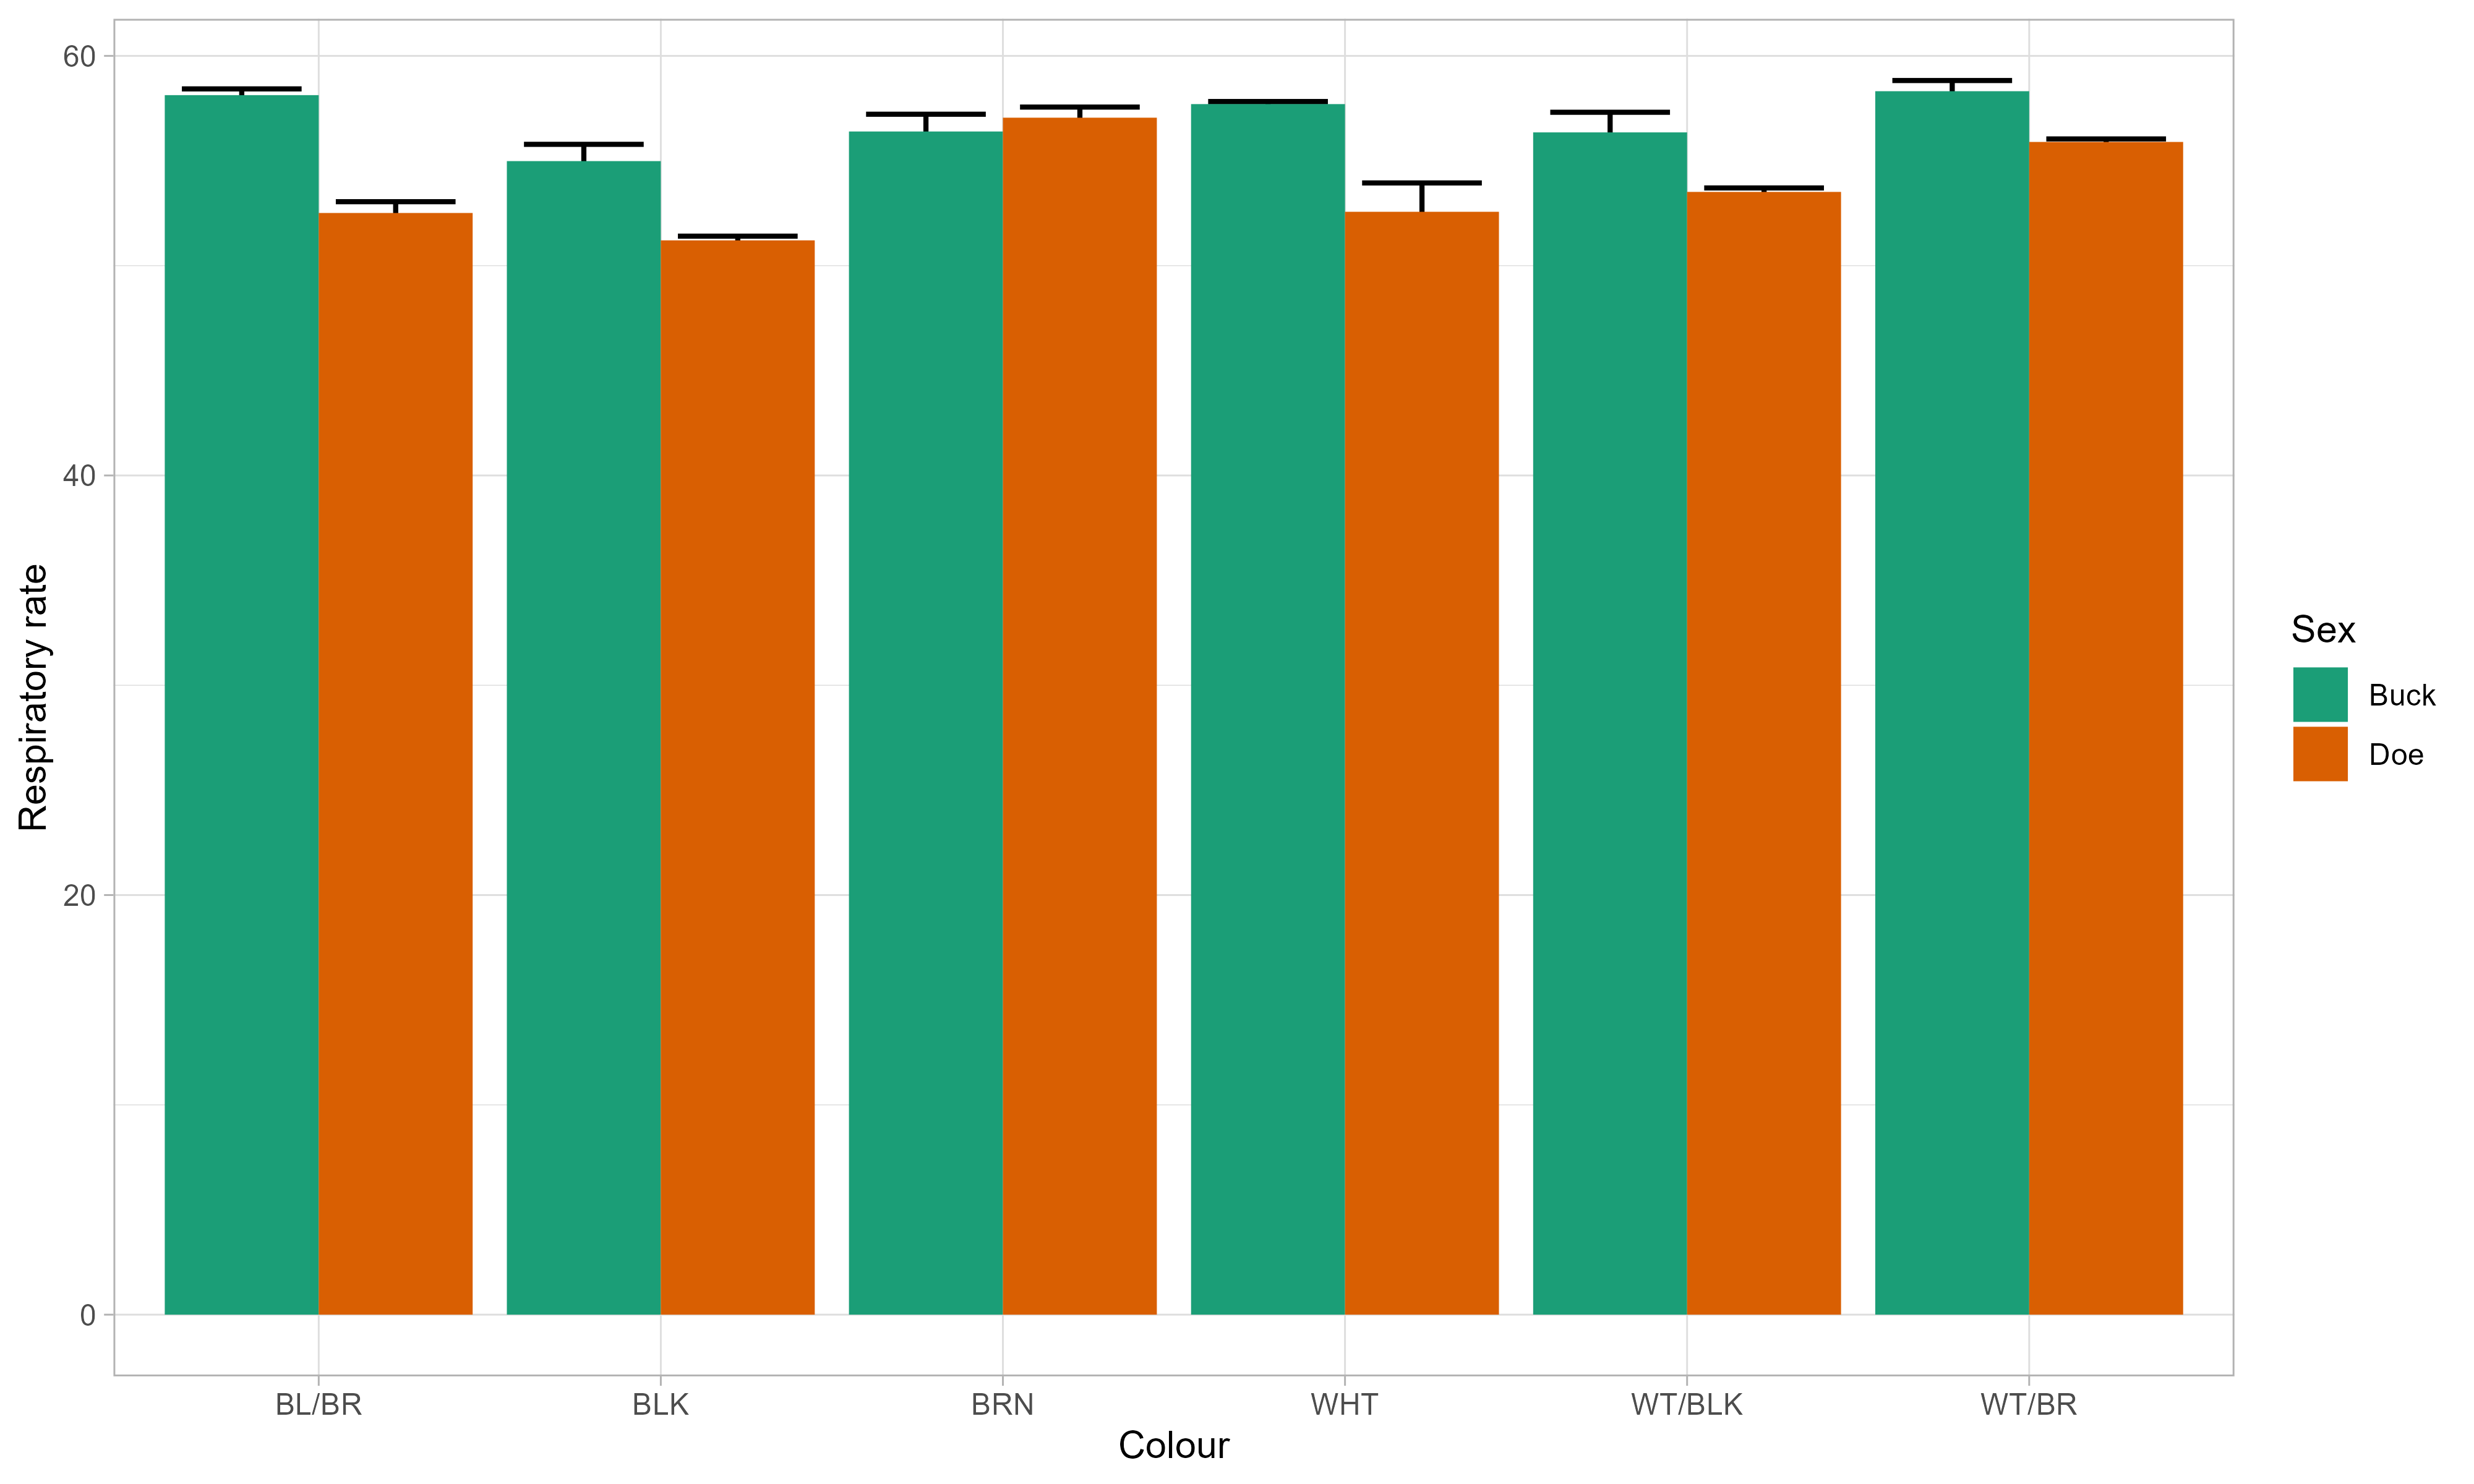 60
40
20
0
Respiratory rate
BL/BR
BLK
BRN
WHT
WT/BLK
WT/BR
Colour
Sex
Buck
Doe